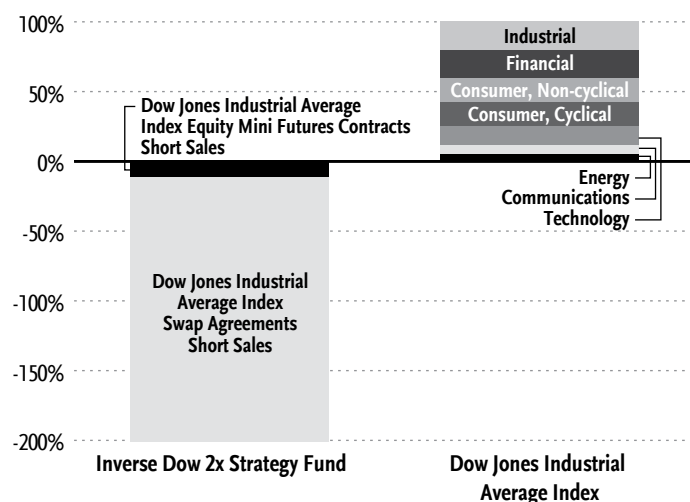 100%
Industrial
Financial
50%
Consumer, Non-cyclical
Dow Jones Industrial Average
Index Equity Mini Futures Contracts
Short Sales
Consumer, Cyclical
0%
Energy
Communications
Technology
-50%
Dow Jones Industrial
Average Index
Swap Agreements
Short Sales
-100%
-150%
-200%
Inverse Dow 2x Strategy Fund
Dow Jones Industrial
Average Index